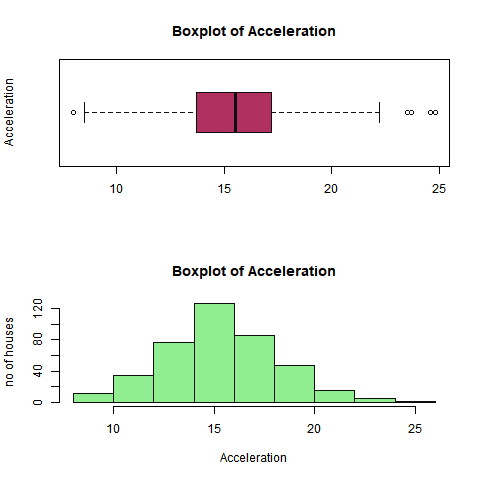 Boxplot of Acceleration
Acceleration
10 15 20 25
Boxplot of Acceleration
no of houses
120
80
40
0
10 15 20 25
Acceleration